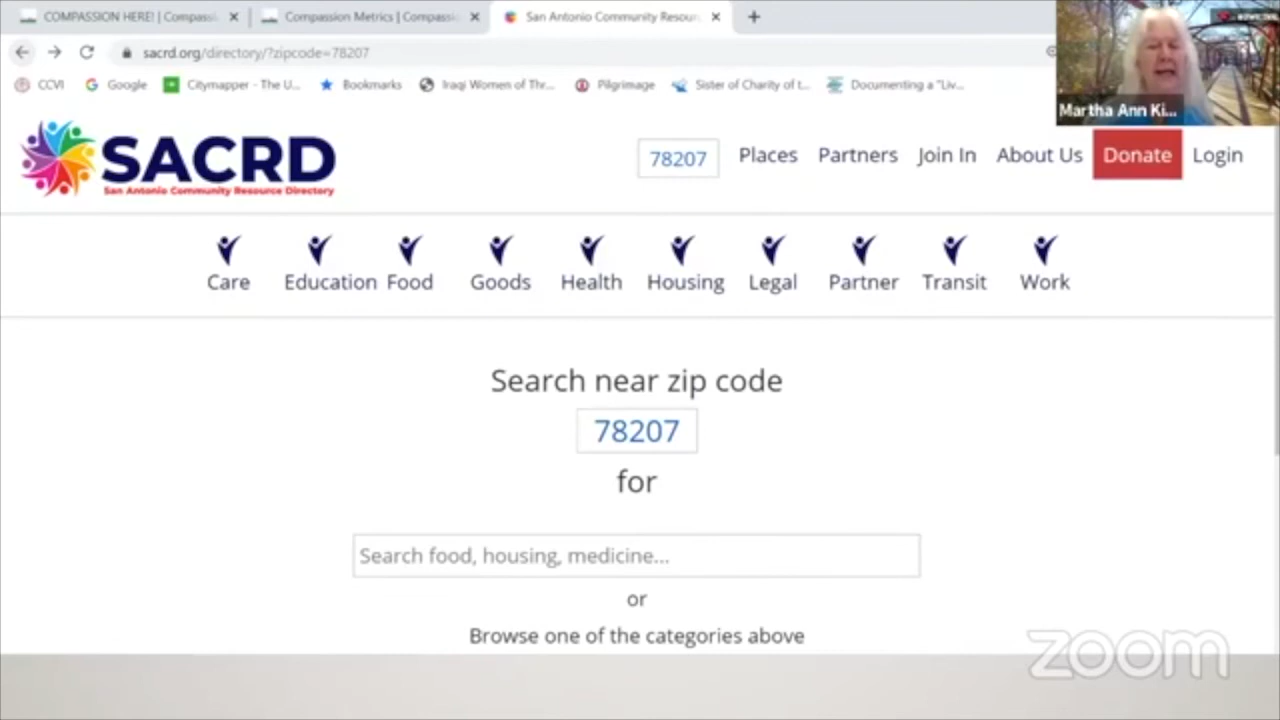 COMPASSION HERE! | Compassi
Compassion Metrics | Compassi
San Antonio Community Resour
sacrd.org/directory/?zipcode=78207
CCVI
Google
Citymapper - The U...
Bookmarks
Iraqi Women of Thr...
Pilgrimage
Sister of Charity of t...
Documenting a "Liv...
Martha Ann Ki...
SACRD
San Antonio Community Resource Directory
78207
Places
Partners
Join In
About Us
Donate
Login
Care
Education
Food
Goods
Health
Housing
Legal
Partner
Transit
Work
Search near zip code
78207
for
Search food, housing, medicine...
or
Browse one of the categories above
zoom